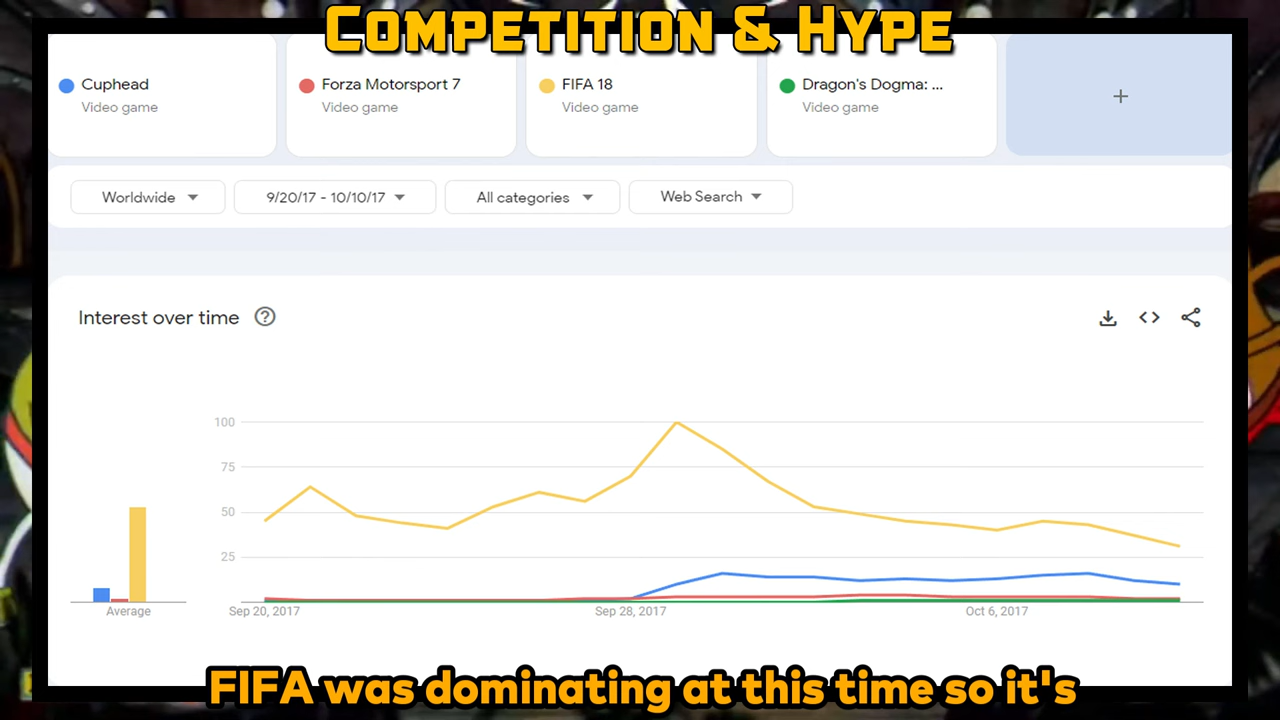 Competition & Hype
Cuphead
Video game
Forza Motorsport 7
Video game
FIFA 18
Video game
Dragon's Dogma: ...
Video game
+
Worldwide
9/20/17 - 10/10/17
All categories
Web Search
Interest over time ?
100
75
50
25
Average
Sep 20, 2017
Sep 28, 2017
Oct 6, 2017
FIFA was dominating at this time so it's